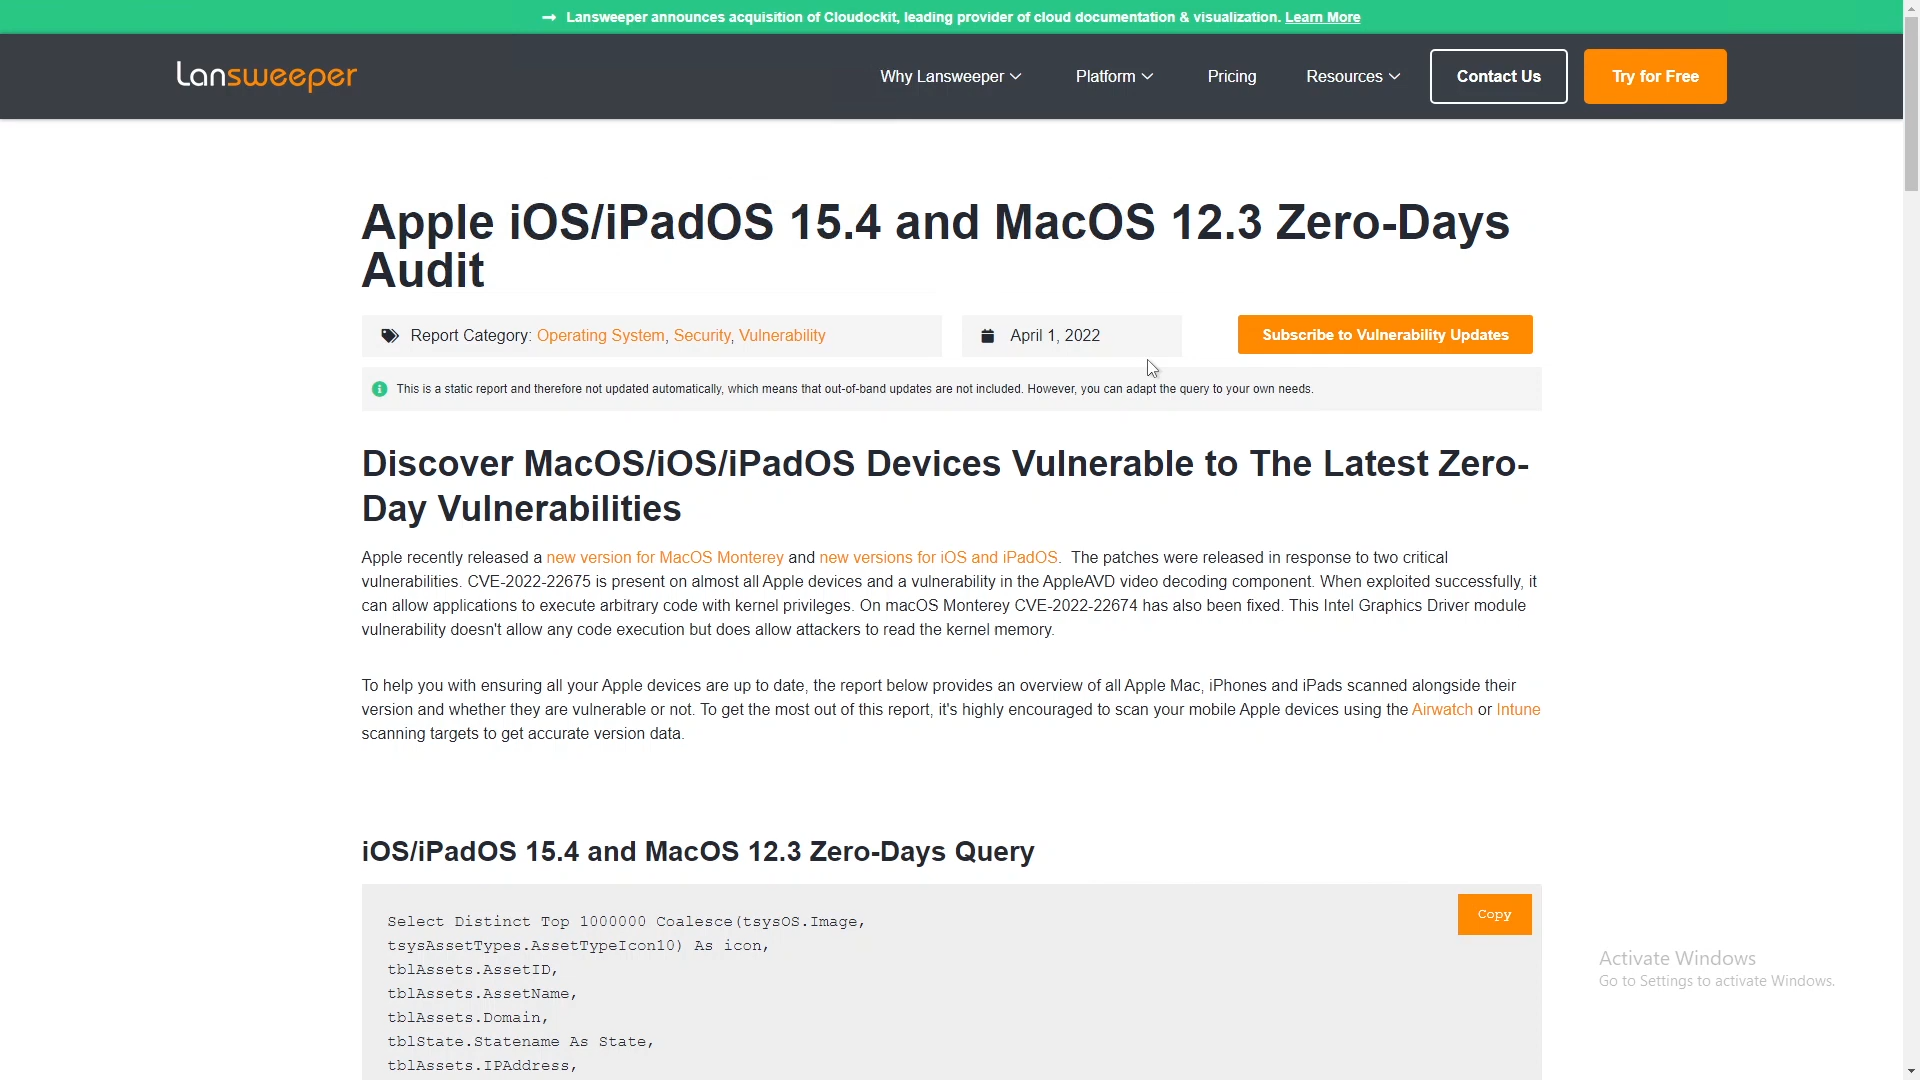 → Lansweeper announces acquisition of Cloudockit, leading provider of cloud documentation & visualization. Learn More
Lansweeper
Why Lansweeper
Platform
Pricing
Resources
Contact Us
Try for Free
Apple iOS/iPadOS 15.4 and MacOS 12.3 Zero-Days
Audit
Report Category: Operating System, Security, Vulnerability
April 1, 2022
Subscribe to Vulnerability Updates
This is a static report and therefore not updated automatically, which means that out-of-band updates are not included. However, you can adapt the query to your own needs.
Discover MacOS/iOS/iPadOS Devices Vulnerable to The Latest Zero-
Day Vulnerabilities
Apple recently released a new version for MacOS Monterey and new versions for iOS and iPadOS. The patches were released in response to two critical
vulnerabilities. CVE-2022-22675 is present on almost all Apple devices and a vulnerability in the AppleAVD video decoding component. When exploited successfully, it
can allow applications to execute arbitrary code with kernel privileges. On macOS Monterey CVE-2022-22674 has also been fixed. This Intel Graphics Driver module
vulnerability doesn't allow any code execution but does allow attackers to read the kernel memory.
To help you with ensuring all your Apple devices are up to date, the report below provides an overview of all Apple Mac, iPhones and iPads scanned alongside their
version and whether they are vulnerable or not. To get the most out of this report, it's highly encouraged to scan your mobile Apple devices using the Airwatch or Intune
scanning targets to get accurate version data.
iOS/iPadOS 15.4 and MacOS 12.3 Zero-Days Query
Copy
Select Distinct Top 1000000 Coalesce(tsysOS.Image,
tsysAssetTypes.AssetTypeIcon10) As icon,
tblAssets.AssetID,
tblAssets.AssetName,
tblAssets.Domain,
tblState.Statename As State,
tblAssets.IPAddress,
Activate Windows
Go to Settings to activate Windows.